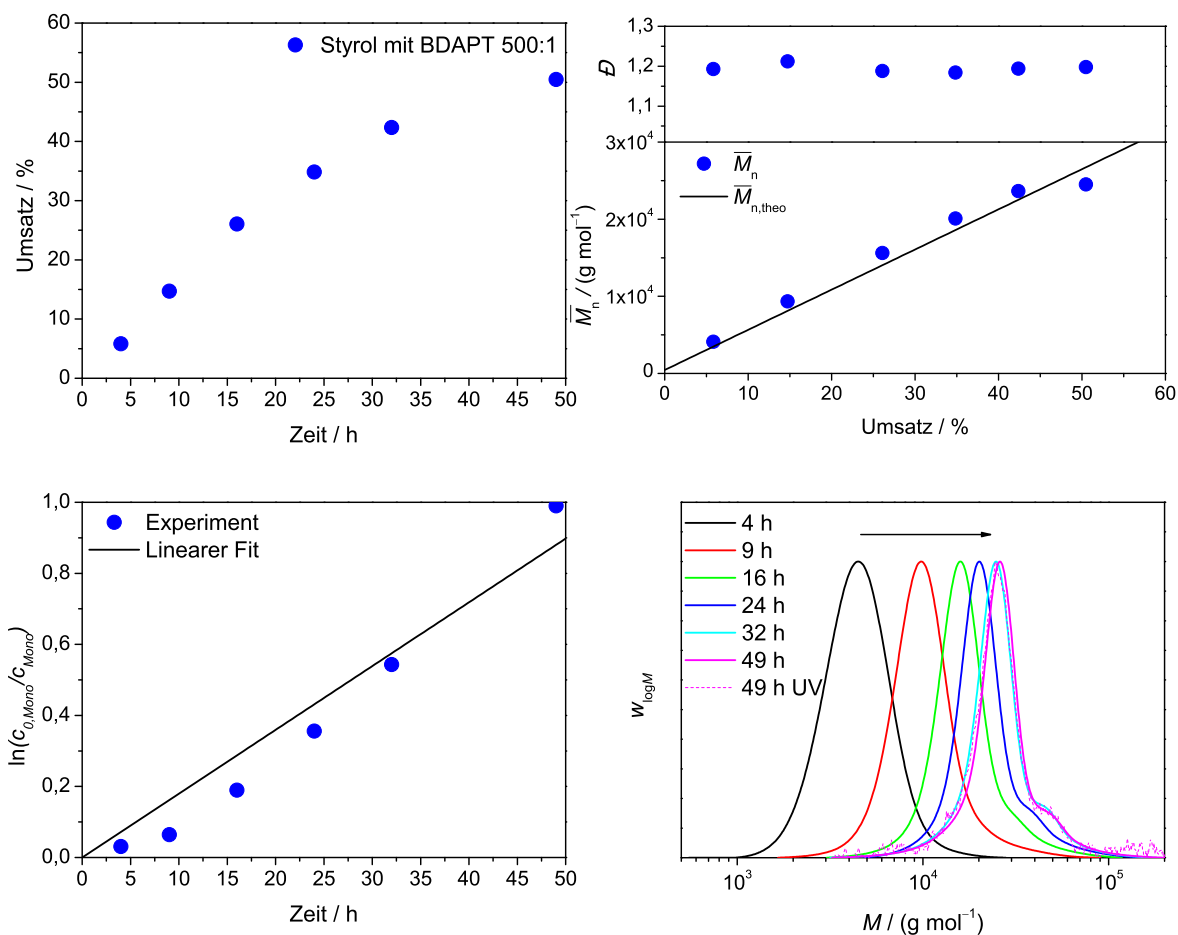 Styrol mit BDAPT 500:1
Umsatz / %
60
50
40
30
20
10
0
0 5 10 15 20 25 30 35 40 45 50
Zeit / h
Đ
1,3
1,2
1,1
3x10⁴
2x10⁴
1x10⁴
0
M̅n / (g mol⁻¹)
M̅n
M̅n,theo
0 10 20 30 40 50 60
Umsatz / %
ln(c0,Mono/cMono)
1,0
0,8
0,6
0,4
0,2
0,0
Experiment
Linearer Fit
0 5 10 15 20 25 30 35 40 45 50
Zeit / h
wlogM
4 h
9 h
16 h
24 h
32 h
49 h
49 h UV
10³ 10⁴ 10⁵
M / (g mol⁻¹)